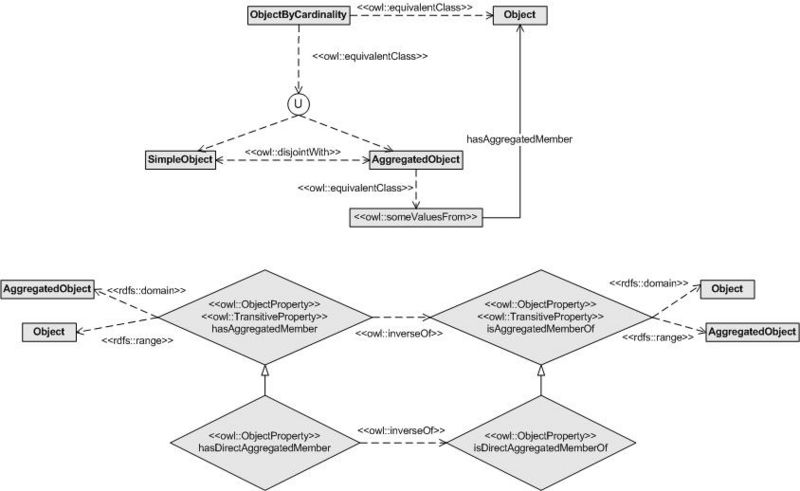 ObjectByCardinality
<<owl::equivalentClass>>
Object
<<owl::equivalentClass>>
U
hasAggregatedMember
SimpleObject
<<owl::disjointWith>>
AggregatedObject
<<owl::equivalentClass>>
<<owl::someValuesFrom>>
AggregatedObject
<<rdfs::domain>>
Object
<<rdfs::range>>
<<owl::ObjectProperty>>
<<owl::TransitiveProperty>>
hasAggregatedMember
<<owl::inverseOf>>
<<owl::ObjectProperty>>
<<owl::TransitiveProperty>>
isAggregatedMemberOf
<<rdfs::domain>>
Object
AggregatedObject
<<rdfs::range>>
<<owl::ObjectProperty>>
hasDirectAggregatedMember
<<owl::inverseOf>>
<<owl::ObjectProperty>>
isDirectAggregatedMemberOf